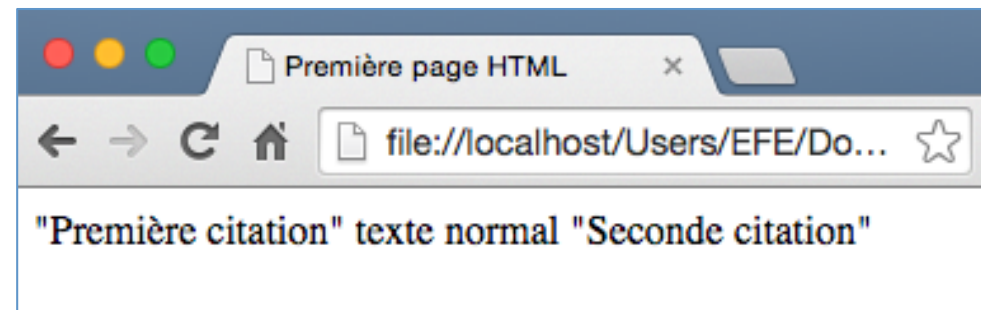 Première page HTML
file://localhost/Users/EFE/Do...
"Première citation" texte normal "Seconde citation"